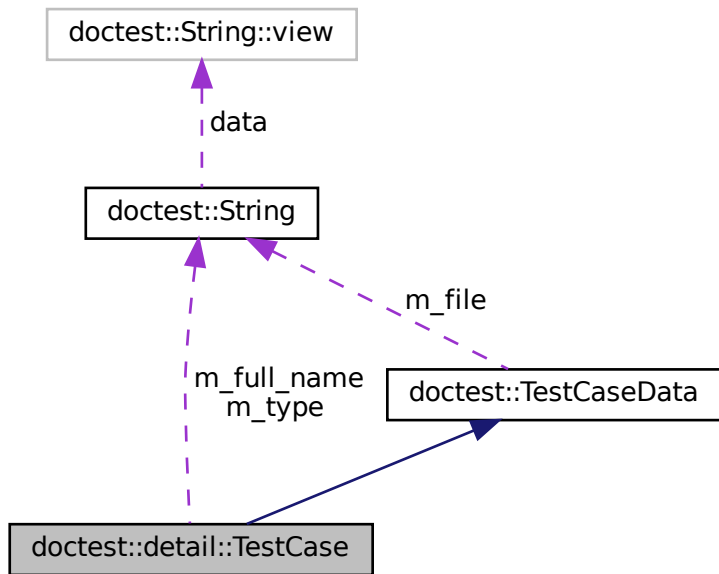 doctest::String::view
data
doctest::String
m_file
m_full_name
m_type
doctest::TestCaseData
doctest::detail::TestCase